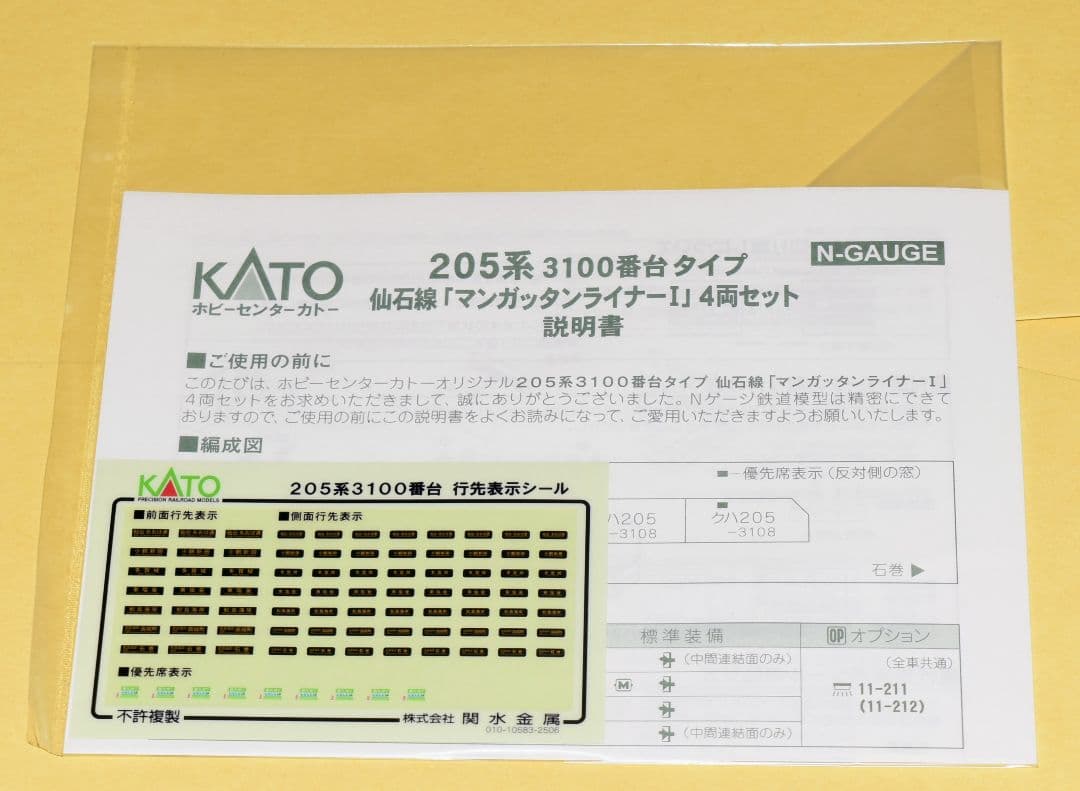 KATO
ホビーセンターカトー
205系 3100番台 タイプ
仙石線「マンガッタンライナーⅠ」4両セット
説明書
N-GAUGE
■ご使用の前に
このたびは、ホビーセンターカトーオリジナル205系3100番台タイプ 仙石線「マンガッタンライナーⅠ」
4両セットをお求めいただきまして、誠にありがとうございました。Nゲージ鉄道模型は精密にできて
おりますので、ご使用の前にこの説明書をよくお読みになって、ご愛用いただきますようお願いいたします。
■編成図
優先席表示（反対側の窓）
ハ205
-3108
クハ205
-3108
石巻 ▶
標準装備
OP オプション
（中間連結面のみ）
（全車共通）
M
11-211
(11-212)
（中間連結面のみ）
KATO
PRECISION RAILROAD MODELS
205系3100番台 行先表示シール
■前面行先表示
■側面行先表示
■優先席表示
不許複製
株式会社 関水金属
010-10583-2506